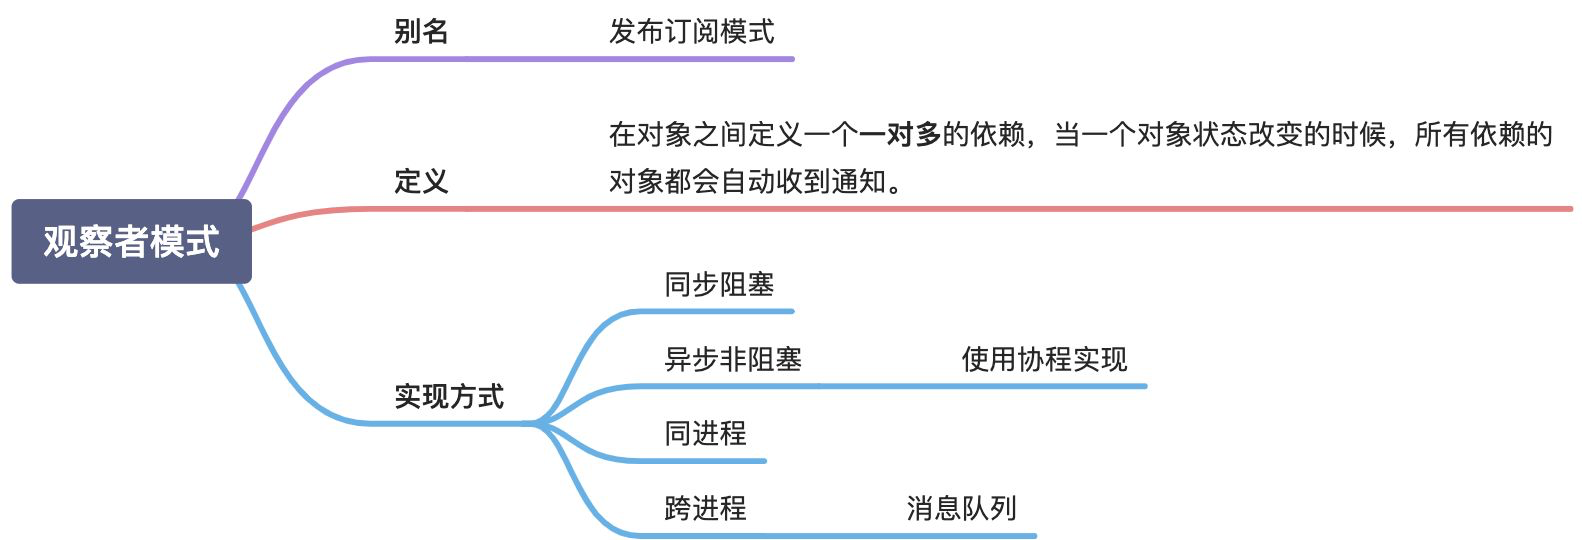 观察者模式
别名
发布订阅模式
定义
在对象之间定义一个一对多的依赖，当一个对象状态改变的时候，所有依赖的
对象都会自动收到通知。
实现方式
同步阻塞
异步非阻塞
使用协程实现
同进程
跨进程
消息队列